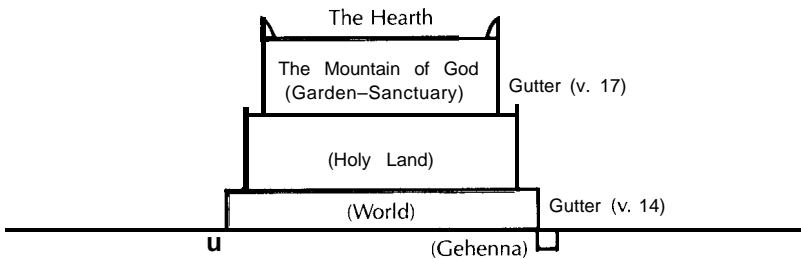 The Hearth
The Mountain of God
(Garden–Sanctuary)
Gutter (v. 17)
(Holy Land)
(World)
Gutter (v. 14)
u
(Gehenna)